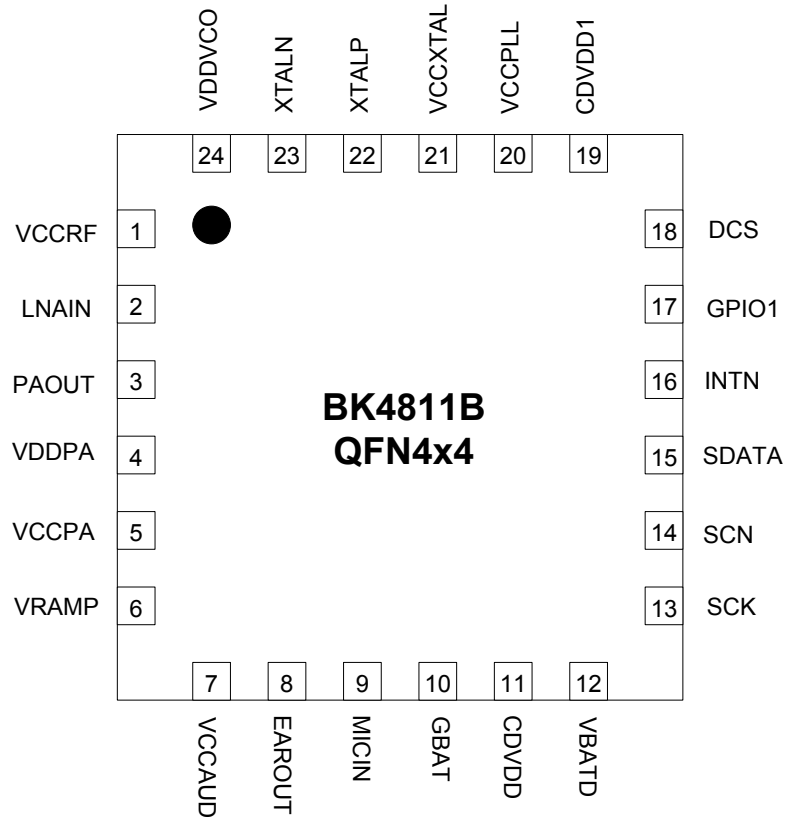 VDDVCO
XTALN
XTALP
VCCXTAL
VCCPLL
CDVDD1
24 23 22 21 20 19
VCCRF 1 18 DCS
LNAIN 2 17 GPIO1
PAOUT 3 16 INTN
BK4811B
QFN4x4
VDDPA 4 15 SDATA
VCCPA 5 14 SCN
VRAMP 6 13 SCK
7 8 9 10 11 12
VCCAUD
EAROUT
MICIN
GBAT
CDVDD
VBATD